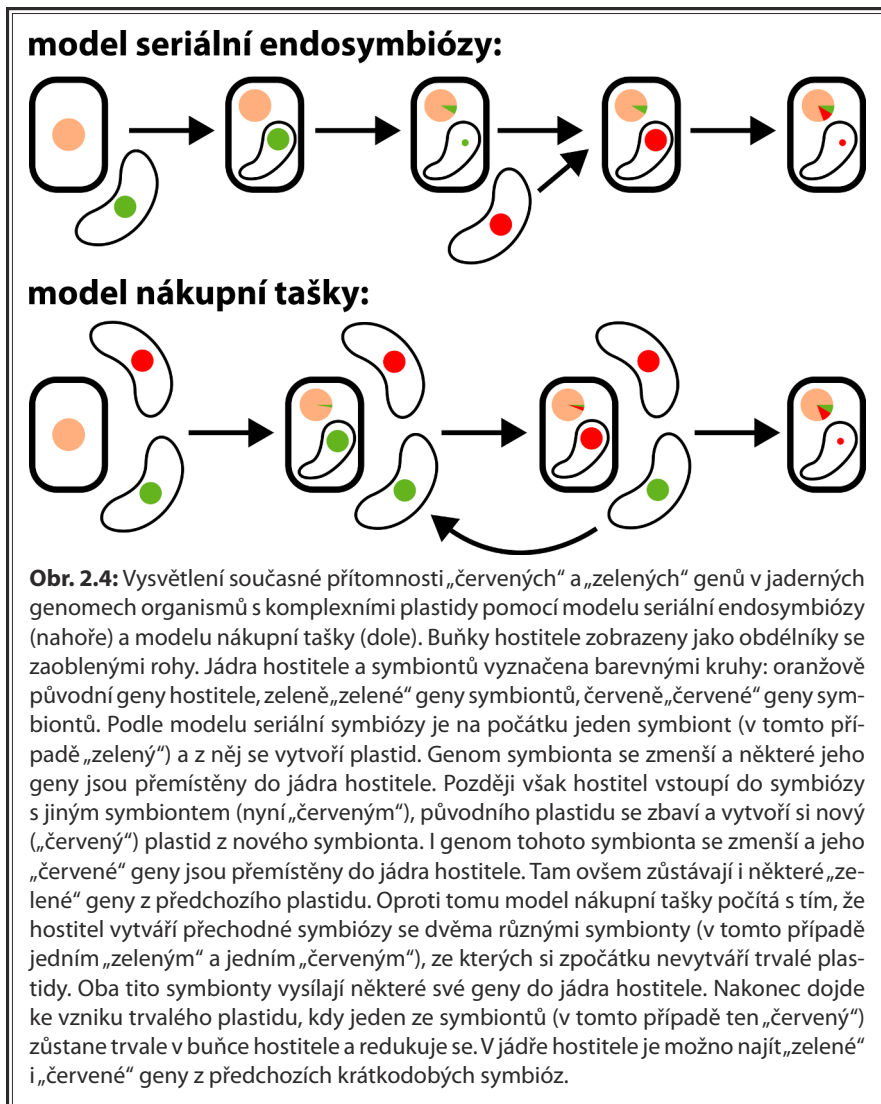 model seriální endosymbiózy:
model nákupní tašky:
Obr. 2.4: Vysvětlení současné přítomnosti „červených“ a „zelených“ genů v jaderných
genomech organismů s komplexními plastidy pomocí modelu seriální endosymbiózy
(nahoře) a modelu nákupní tašky (dole). Buňky hostitele zobrazeny jako obdélníky se
zaoblenými rohy. Jádra hostitele a symbiontů vyznačena barevnými kruhy: oranžově
původní geny hostitele, zeleně „zelené“ geny symbiontů, červeně „červené“ geny sym-
biontů. Podle modelu seriální symbiózy je na počátku jeden symbiont (v tomto pří-
padě „zelený“) a z něj se vytvoří plastid. Genom symbionta se zmenší a některé jeho
geny jsou přemístěny do jádra hostitele. Později však hostitel vstoupí do symbiózy
s jiným symbiontem (nyní „červeným“), původního plastidu se zbaví a vytvoří si nový
(„červený“) plastid z nového symbionta. I genom tohoto symbionta se zmenší a jeho
„červené“ geny jsou přemístěny do jádra hostitele. Tam ovšem zůstávají i některé „ze-
lené“ geny z předchozího plastidu. Oproti tomu model nákupní tašky počítá s tím, že
hostitel vytváří přechodné symbiózy se dvěma různými symbionty (v tomto případě
jedním „zeleným“ a jedním „červeným“), ze kterých si zpočátku nevytváří trvalé plas-
tidy. Oba tito symbionty vysílají některé své geny do jádra hostitele. Nakonec dojde
ke vzniku trvalého plastidu, kdy jeden ze symbiontů (v tomto případě ten „červený“)
zůstane trvale v buňce hostitele a redukuje se. V jádře hostitele je možno najít „zelené“
i „červené“ geny z předchozích krátkodobých symbióz.